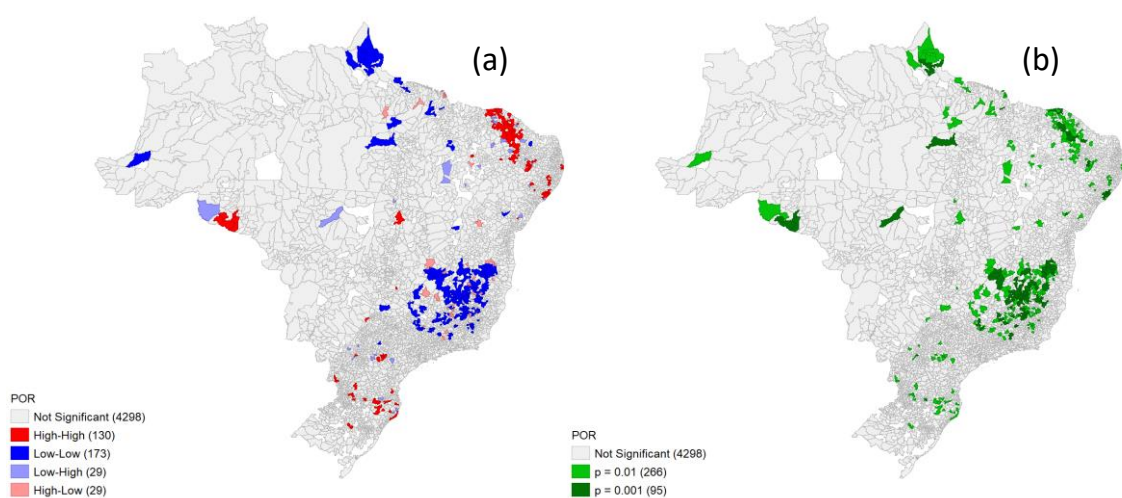 (a)
(b)
POR
Not Significant (4298)
High-High (130)
Low-Low (173)
Low-High (29)
High-Low (29)
POR
Not Significant (4298)
p = 0.01 (266)
p = 0.001 (95)